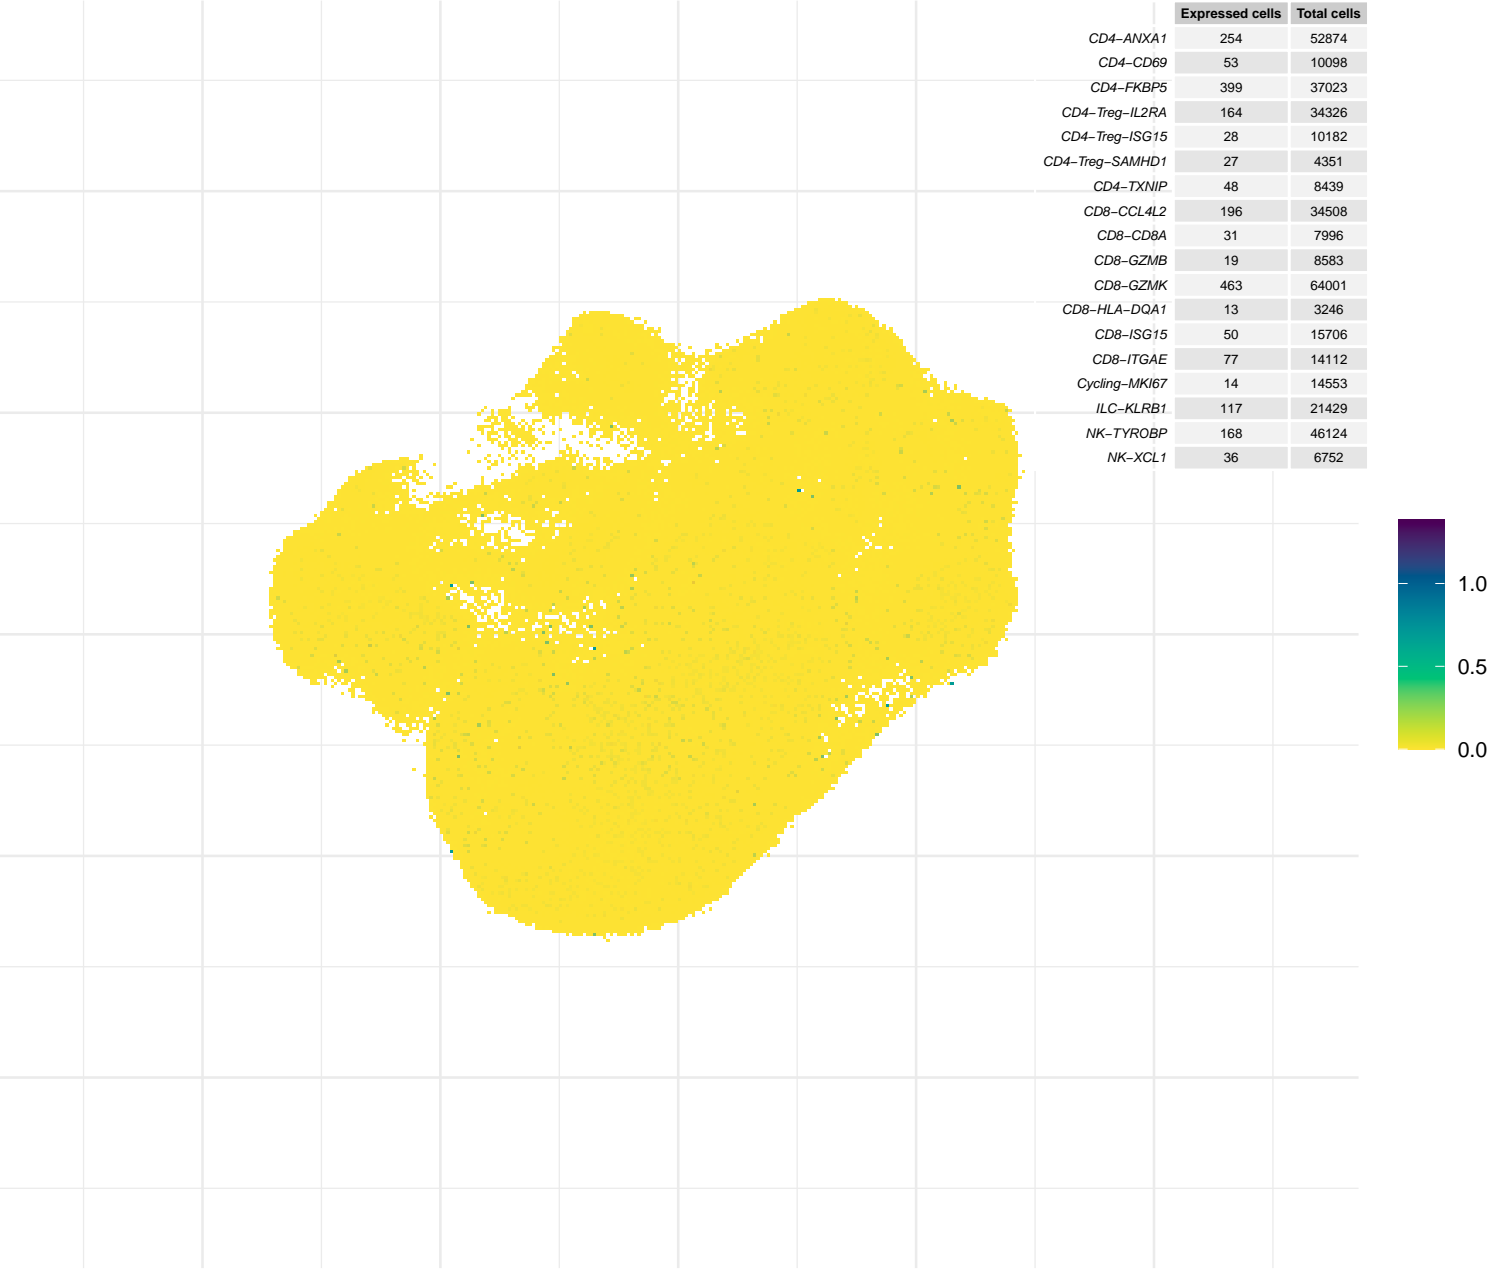 Expressed cells Total cells
CD4−ANXA1 254 52874
CD4−CD69 53 10098
CD4−FKBP5 399 37023
CD4−Treg−IL2RA 164 34326
CD4−Treg−ISG15 28 10182
CD4−Treg−SAMHD1 27 4351
CD4−TXNIP 48 8439
CD8−CCL4L2 196 34508
CD8−CD8A 31 7996
CD8−GZMB 19 8583
CD8−GZMK 463 64001
CD8−HLA−DQA1 13 3246
CD8−ISG15 50 15706
CD8−ITGAE 77 14112
Cycling−MKI67 14 14553
ILC−KLRB1 117 21429
NK−TYROBP 168 46124
NK−XCL1 36 6752
1.0
0.5
0.0